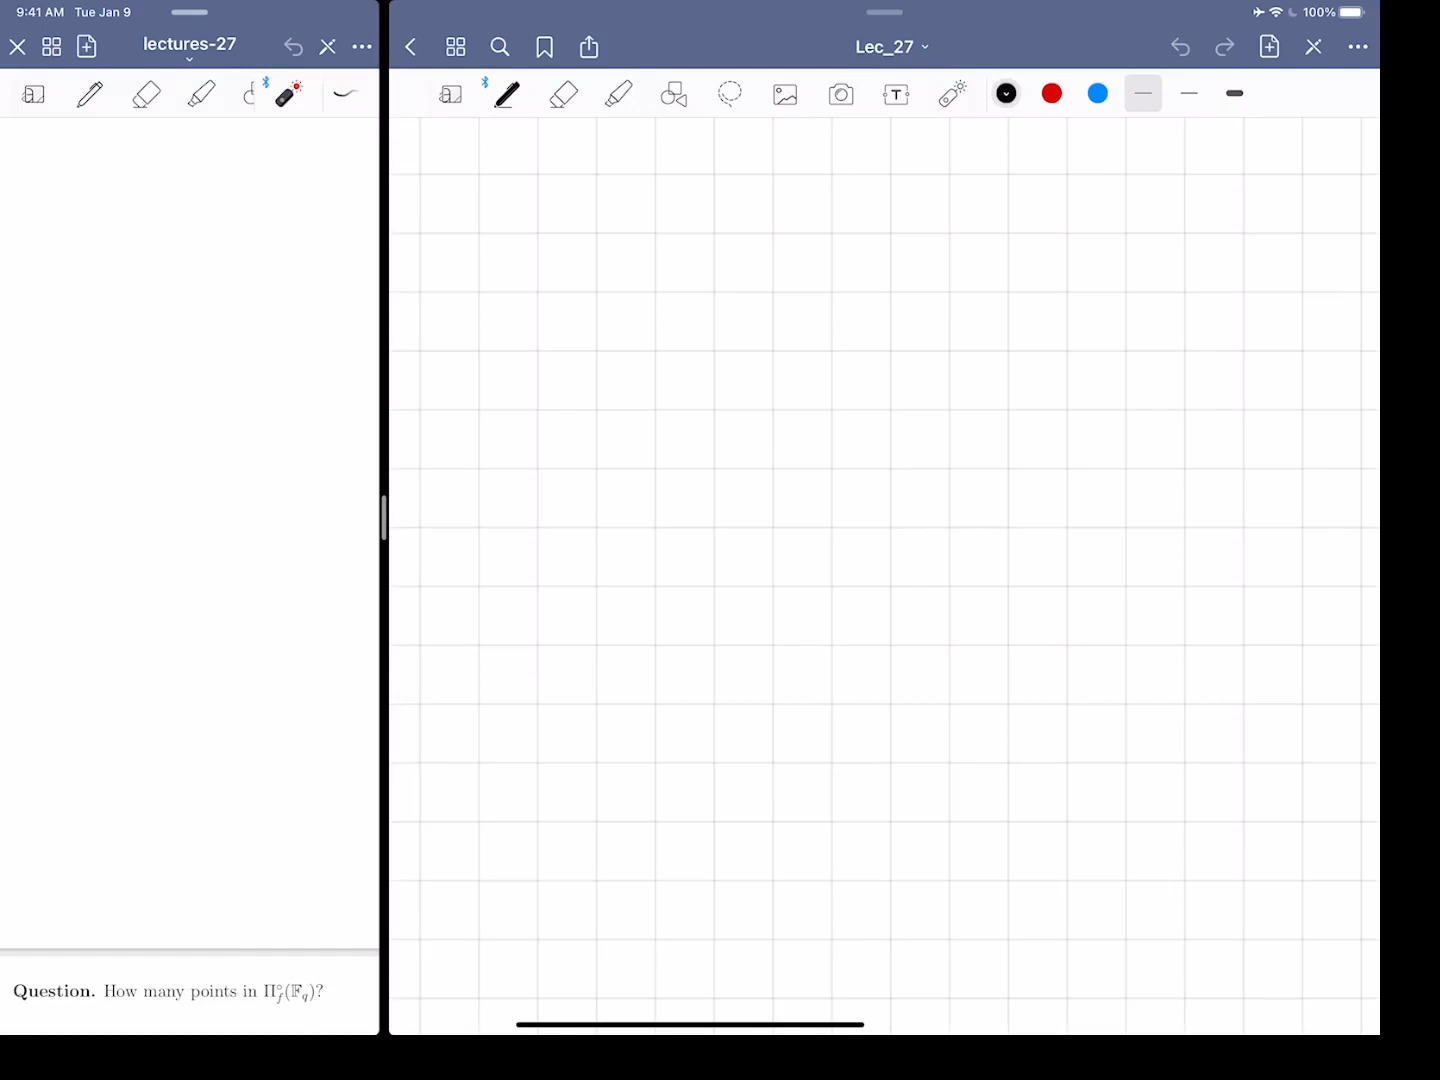 9:41 AM Tue Jan 9
100%
lectures-27
Lec_27
Question. How many points in Π°_f(𝔽_q)?